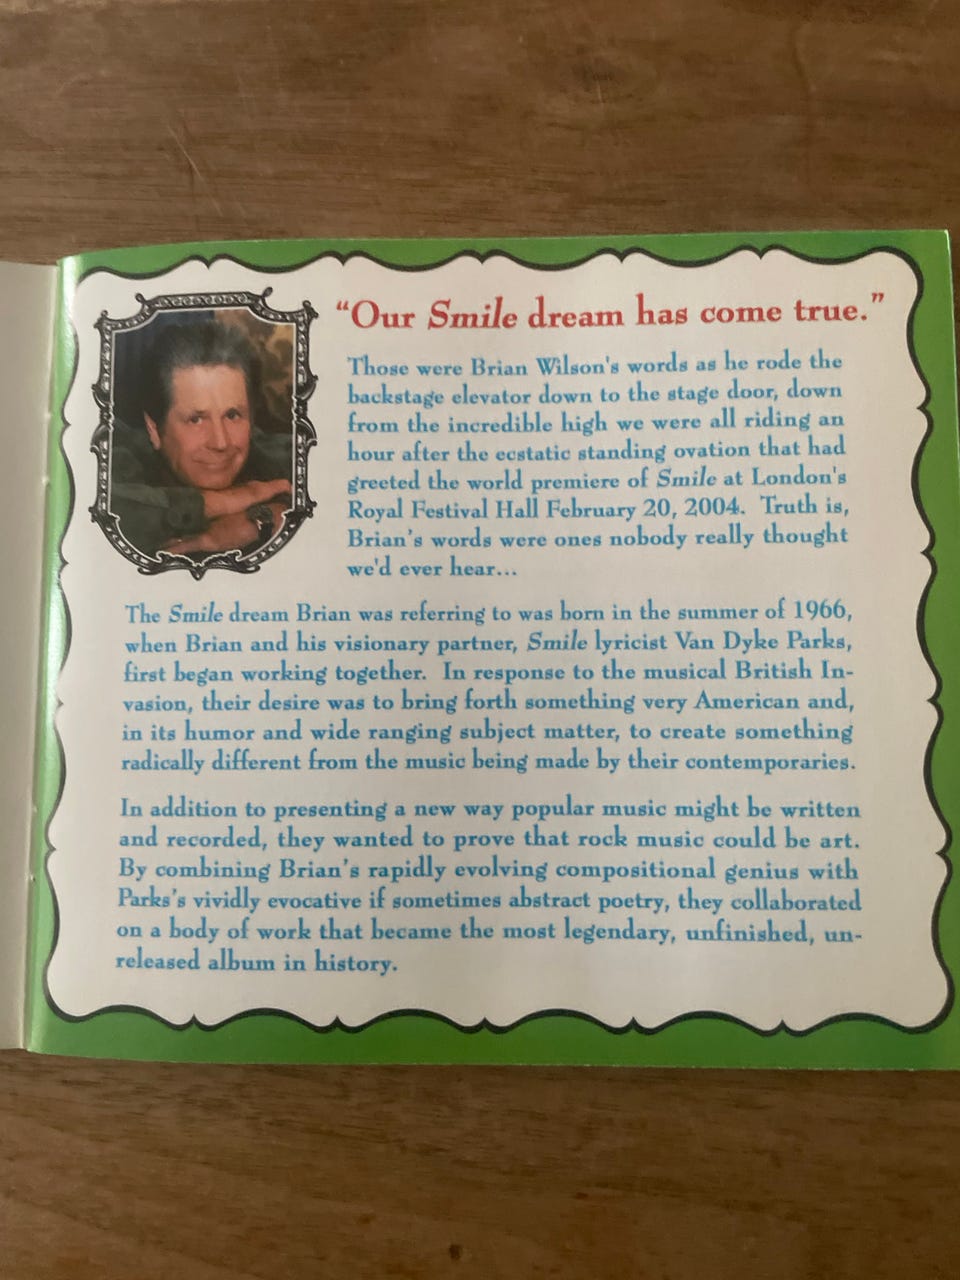 “Our Smile dream has come true.”
Those were Brian Wilson's words as he rode the
backstage elevator down to the stage door, down
from the incredible high we were all riding an
hour after the ecstatic standing ovation that had
greeted the world premiere of Smile at London's
Royal Festival Hall February 20, 2004. Truth is,
Brian's words were ones nobody really thought
we'd ever hear...
The Smile dream Brian was referring to was born in the summer of 1966,
when Brian and his visionary partner, Smile lyricist Van Dyke Parks,
first began working together. In response to the musical British In-
vasion, their desire was to bring forth something very American and,
in its humor and wide ranging subject matter, to create something
radically different from the music being made by their contemporaries.
In addition to presenting a new way popular music might be written
and recorded, they wanted to prove that rock music could be art.
By combining Brian's rapidly evolving compositional genius with
Parks's vividly evocative if sometimes abstract poetry, they collaborated
on a body of work that became the most legendary, unfinished, un-
released album in history.